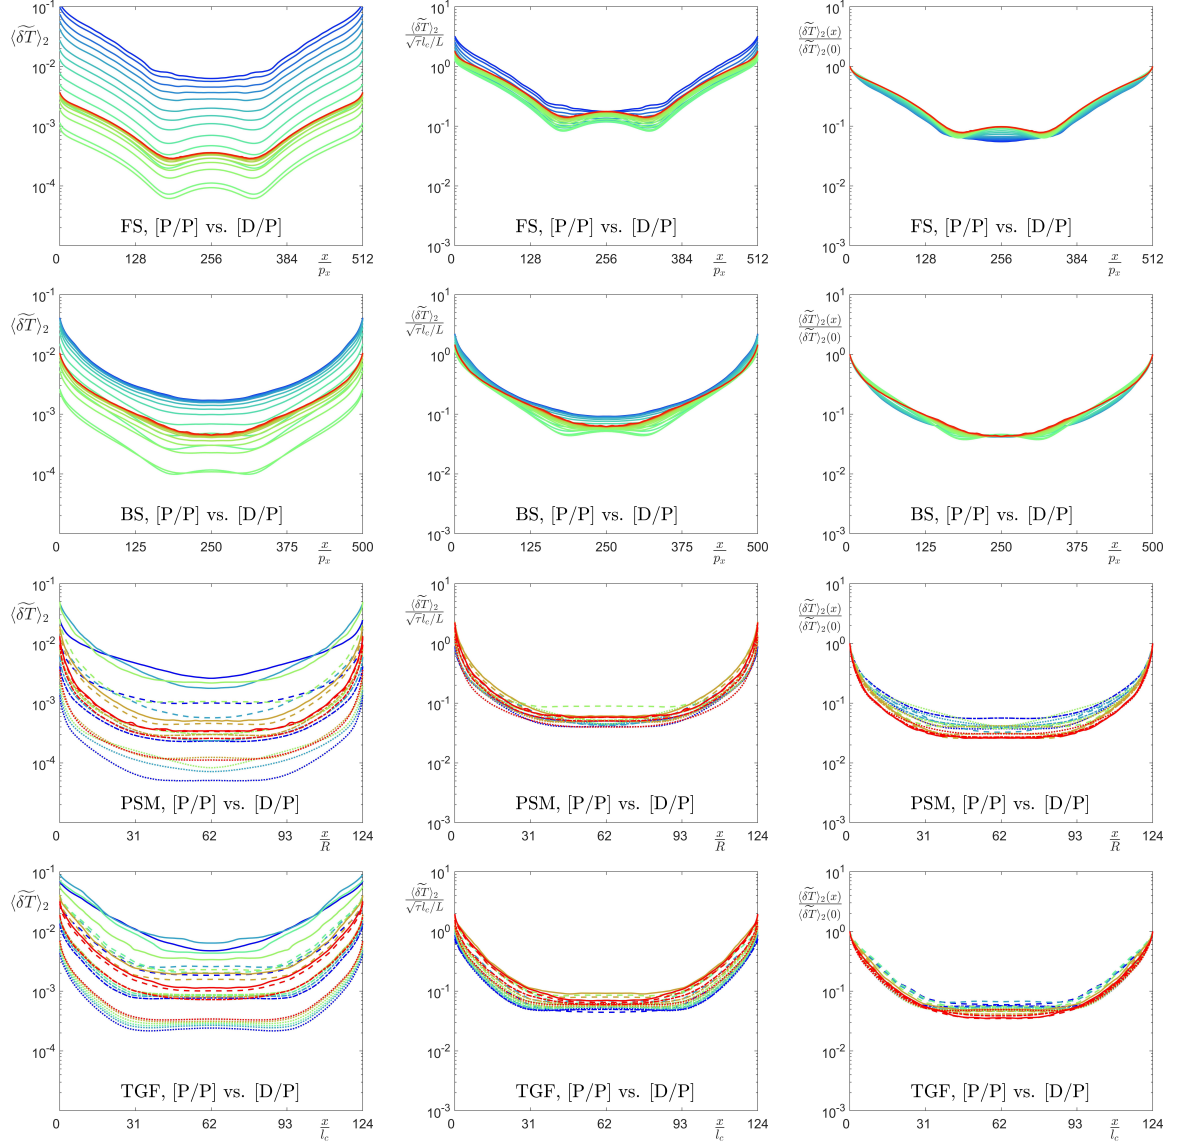 10^-1 10^-2 10^-3 10^-4
⟨δT̃⟩₂
FS, [P/P] vs. [D/P]
0 128 256 384 x/p_x 512
10^1 10^0 10^-1 10^-2 10^-3
⟨δT̃⟩₂ / √τl_c/L
FS, [P/P] vs. [D/P]
0 128 256 384 x/p_x 512
10^1 10^0 10^-1 10^-2 10^-3
⟨δT̃⟩₂(x) / ⟨δT̃⟩₂(0)
FS, [P/P] vs. [D/P]
0 128 256 384 x/p_x 512
10^-1 10^-2 10^-3 10^-4
⟨δT̃⟩₂
BS, [P/P] vs. [D/P]
0 125 250 375 x/p_x 500
10^1 10^0 10^-1 10^-2 10^-3
⟨δT̃⟩₂ / √τl_c/L
BS, [P/P] vs. [D/P]
0 125 250 375 x/p_x 500
10^1 10^0 10^-1 10^-2 10^-3
⟨δT̃⟩₂(x) / ⟨δT̃⟩₂(0)
BS, [P/P] vs. [D/P]
0 125 250 375 x/p_x 500
10^-1 10^-2 10^-3 10^-4
⟨δT̃⟩₂
PSM, [P/P] vs. [D/P]
0 31 62 93 x/R 124
10^1 10^0 10^-1 10^-2 10^-3
⟨δT̃⟩₂ / √τl_c/L
PSM, [P/P] vs. [D/P]
0 31 62 93 x/R 124
10^1 10^0 10^-1 10^-2 10^-3
⟨δT̃⟩₂(x) / ⟨δT̃⟩₂(0)
PSM, [P/P] vs. [D/P]
0 31 62 93 x/R 124
10^-1 10^-2 10^-3 10^-4
⟨δT̃⟩₂
TGF, [P/P] vs. [D/P]
0 31 62 93 x/l_c 124
10^1 10^0 10^-1 10^-2 10^-3
⟨δT̃⟩₂ / √τl_c/L
TGF, [P/P] vs. [D/P]
0 31 62 93 x/l_c 124
10^1 10^0 10^-1 10^-2 10^-3
⟨δT̃⟩₂(x) / ⟨δT̃⟩₂(0)
TGF, [P/P] vs. [D/P]
0 31 62 93 x/l_c 124